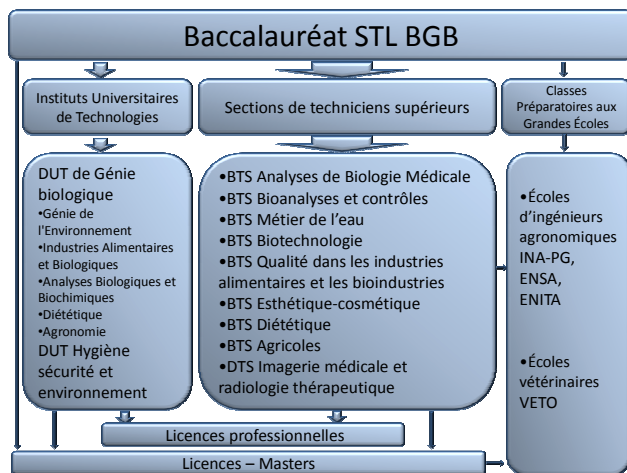 Baccalauréat STL BGB
Instituts Universitaires
de Technologies
Sections de techniciens supérieurs
Classes
Préparatoires aux
Grandes Écoles
DUT de Génie
biologique
•Génie de
l'Environnement
•Industries Alimentaires
et Biologiques
•Analyses Biologiques et
Biochimiques
•Diététique
•Agronomie
DUT Hygiène
sécurité et
environnement
•BTS Analyses de Biologie Médicale
•BTS Bioanalyses et contrôles
•BTS Métier de l'eau
•BTS Biotechnologie
•BTS Qualité dans les industries
alimentaires et les bioindustries
•BTS Esthétique-cosmétique
•BTS Diététique
•BTS Agricoles
•DTS Imagerie médicale et
radiologie thérapeutique
•Écoles
d'ingénieurs
agronomiques
INA-PG,
ENSA,
ENITA
•Écoles
vétérinaires
VETO
Licences professionnelles
Licences – Masters